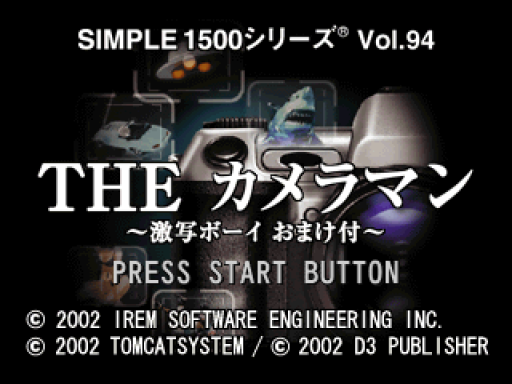 SIMPLE 1500シリーズ® Vol.94
THE カメラマン
～激写ボーイ おまけ付～
PRESS START BUTTON
© 2002 IREM SOFTWARE ENGINEERING INC.
© 2002 TOMCATSYSTEM / © 2002 D3 PUBLISHER